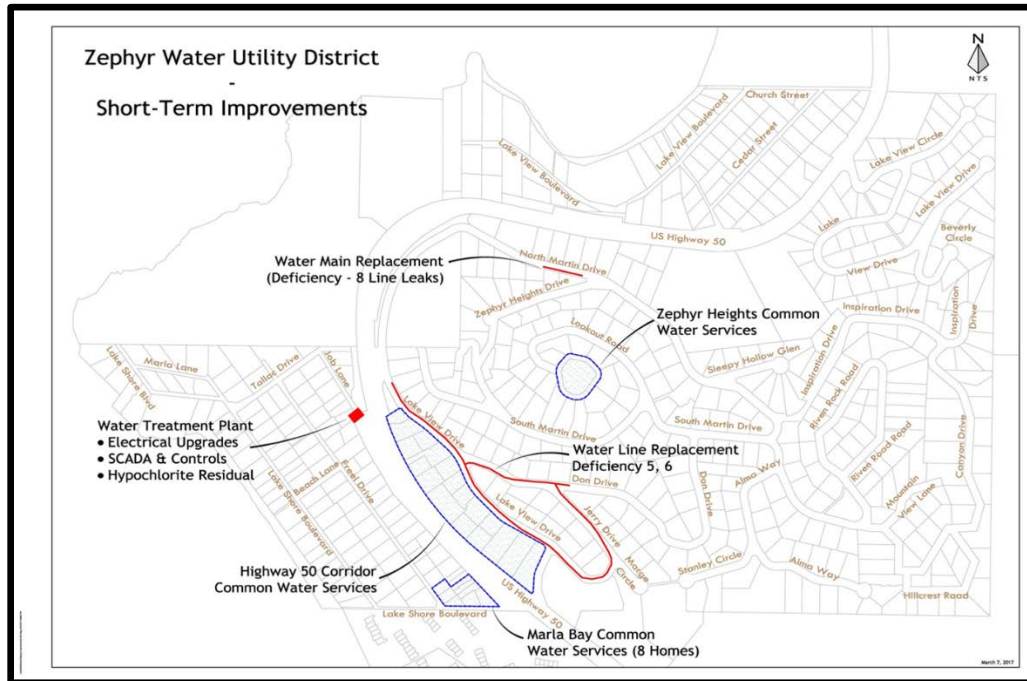 Zephyr Water Utility District
-
Short-Term Improvements
N
NTS
Church Street
Lake View Boulevard
Cedar Street
Lake View Boulevard
Lake View Circle
Lake View Drive
Lake
View Drive
Beverly
Circle
US Highway 50
Water Main Replacement
(Deficiency - 8 Line Leaks)
North Martin Drive
Zephyr Heights Drive
Zephyr Heights Common
Water Services
Lookout Road
Inspiration Drive
Inspiration
Drive
Inspiration Drive
Sleepy Hollow Glen
Riven Rock Road
Marla Lane
Lake Shore Blvd
Tallac Drive
Job Lane
Lake View Drive
South Martin Drive
South Martin Drive
Water Treatment Plant
● Electrical Upgrades
● SCADA & Controls
● Hypochlorite Residual
Water Line Replacement
Deficiency 5, 6
Don Drive
Don Drive
Alma Way
Riven Road Road
Canyon Drive
Mountain
View Lane
Beach Lane
Freel Drive
Lake Shore Boulevard
Lake View Drive
Jerry Drive
Marge
Circle
Stanley Circle
Alma Way
Hillcrest Raad
Highway 50 Corridor
Common Water Services
US Highway 50
Lake Shore Boulevard
Marla Bay Common
Water Services (8 Homes)
March 7, 2017